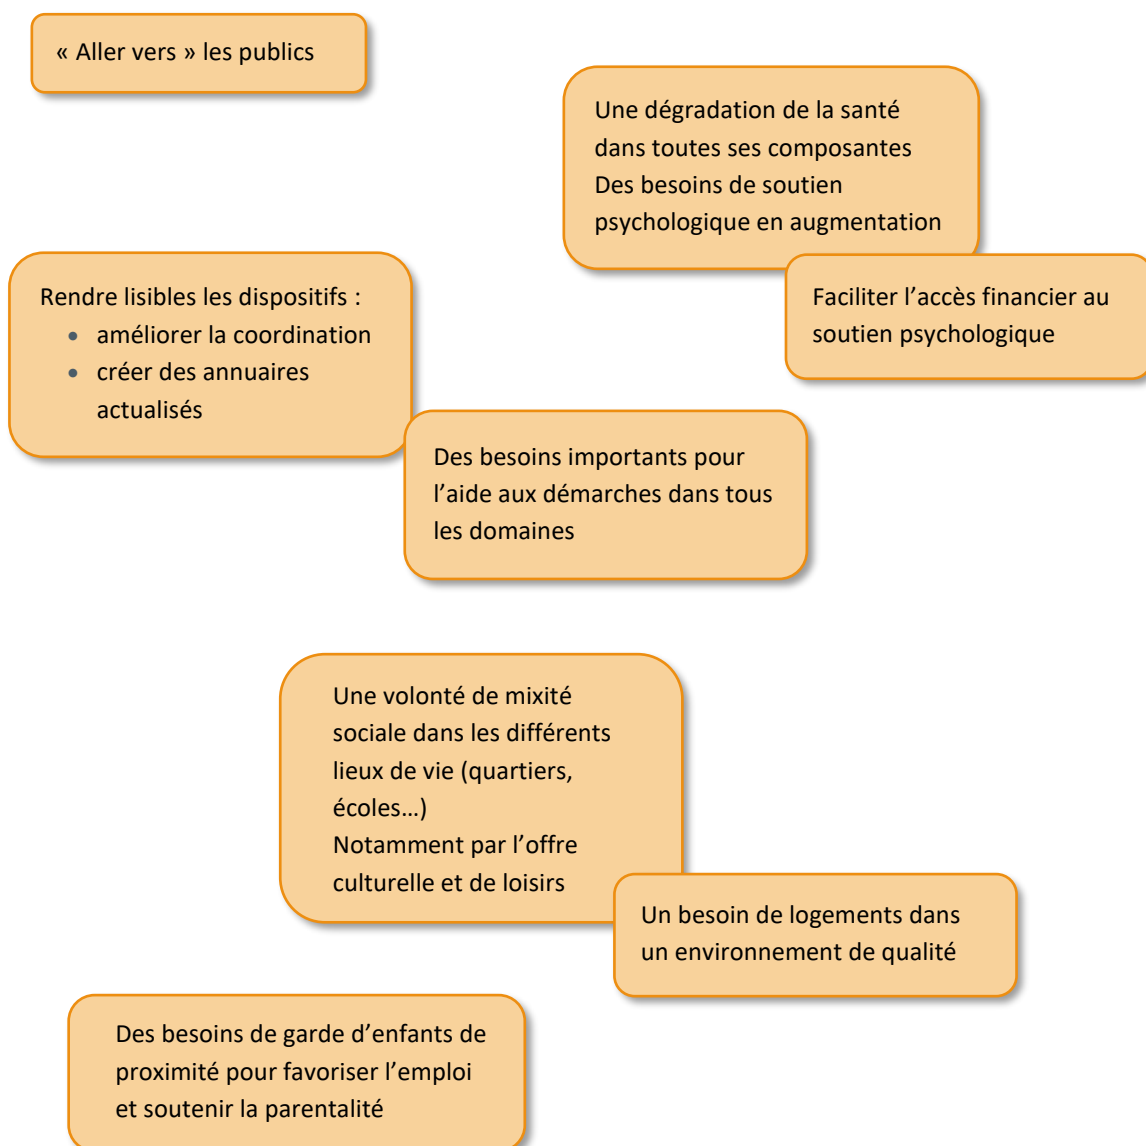 « Aller vers » les publics
Une dégradation de la santé
dans toutes ses composantes
Des besoins de soutien
psychologique en augmentation
Faciliter l’accès financier au
soutien psychologique
Rendre lisibles les dispositifs :
• améliorer la coordination
• créer des annuaires
actualisés
Des besoins importants pour
l’aide aux démarches dans tous
les domaines
Une volonté de mixité
sociale dans les différents
lieux de vie (quartiers,
écoles…)
Notamment par l’offre
culturelle et de loisirs
Un besoin de logements dans
un environnement de qualité
Des besoins de garde d’enfants de
proximité pour favoriser l’emploi
et soutenir la parentalité